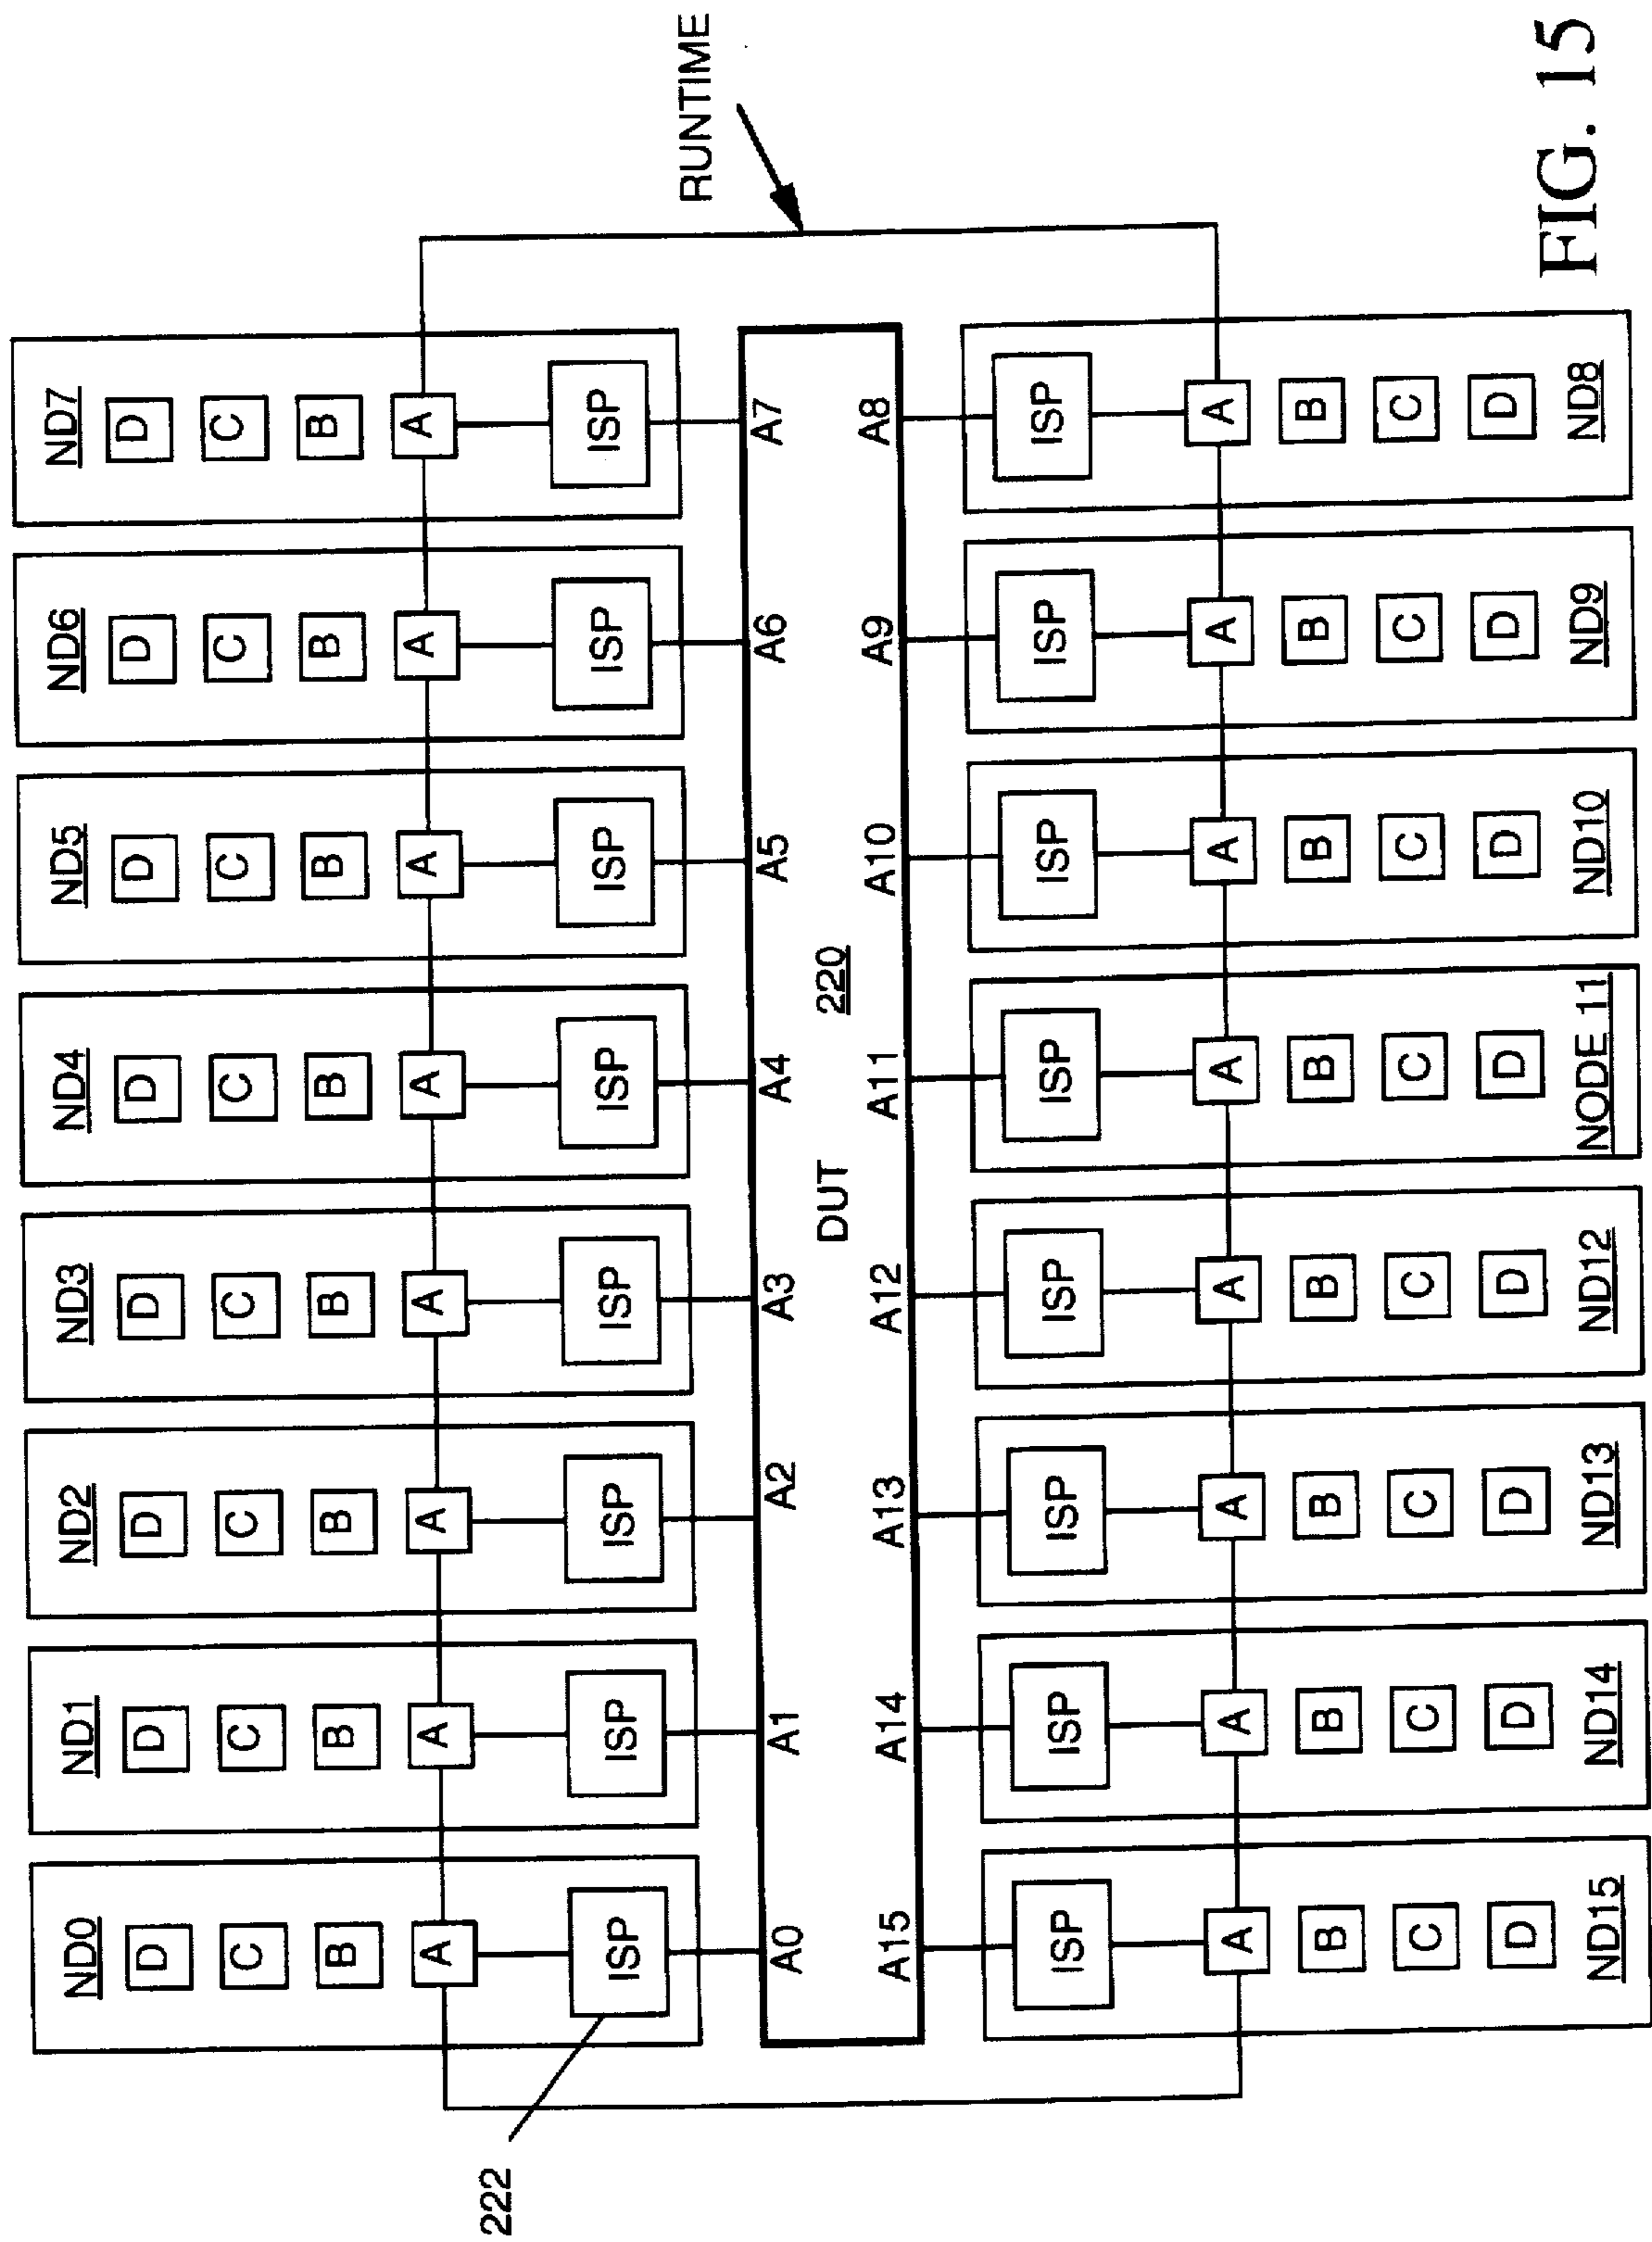 ND0 ND1 ND2 ND3 ND4 ND5 ND6 ND7
D D D D D D D D
C C C C C C C C
B B B B B B B B
A A A A A A A A
222
ISP ISP ISP ISP ISP ISP ISP ISP
RUNTIME
A0 A1 A2 A3 A4 A5 A6 A7
DUT 220
A15 A14 A13 A12 A11 A10 A9 A8
ISP ISP ISP ISP ISP ISP ISP ISP
A A A A A A A A
B B B B B B B B
C C C C C C C C
D D D D D D D D
ND15 ND14 ND13 ND12 NODE 11 ND10 ND9 ND8
FIG. 15